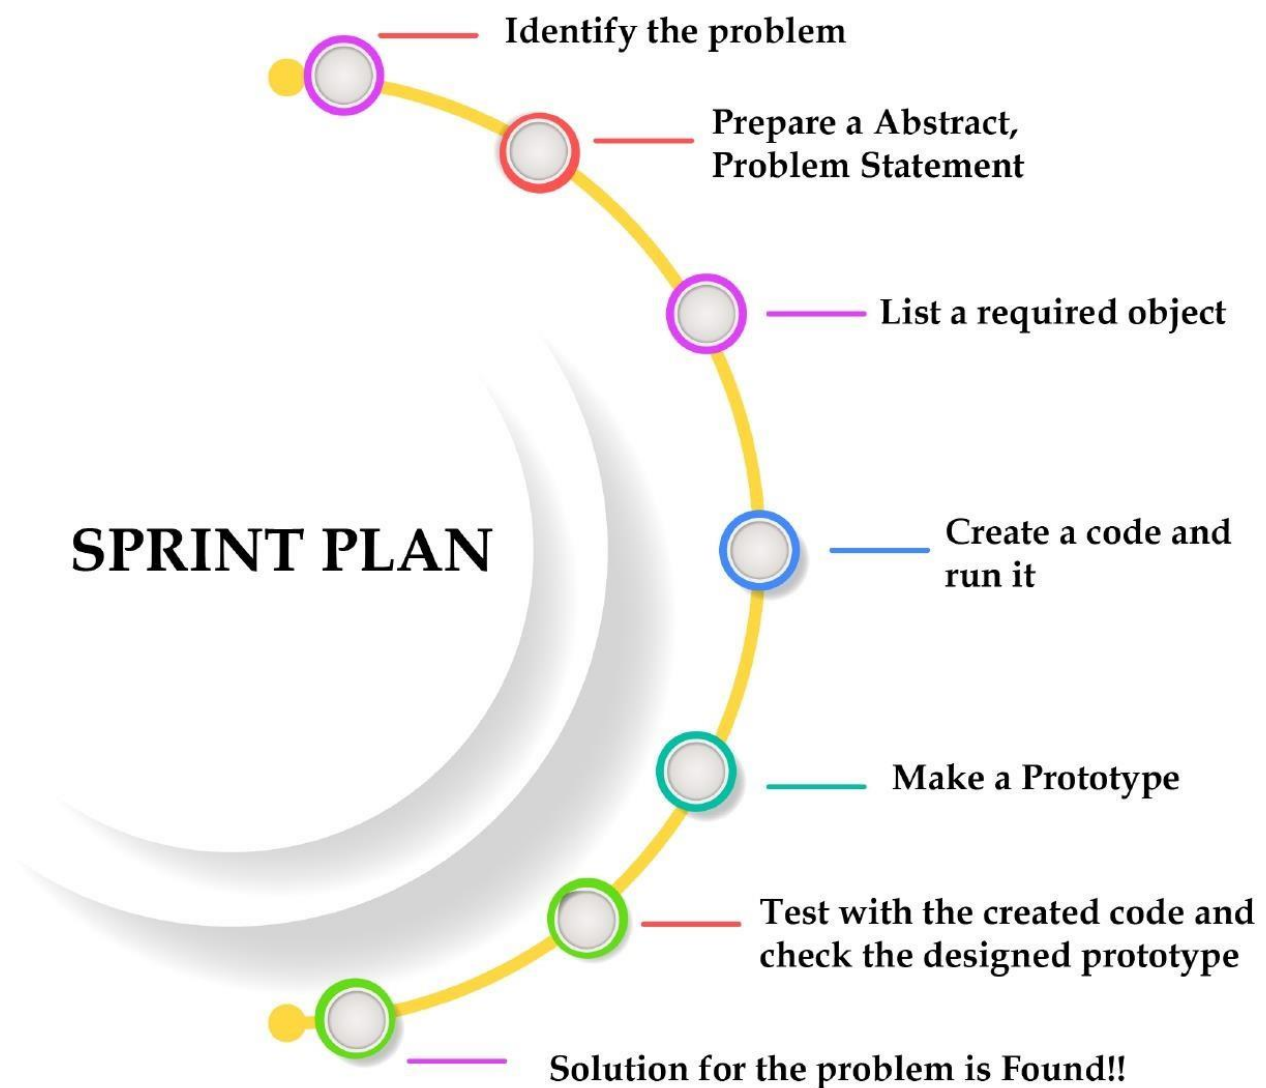 Identify the problem
Prepare a Abstract,
Problem Statement
List a required object
SPRINT PLAN
Create a code and
run it
Make a Prototype
Test with the created code and
check the designed prototype
Solution for the problem is Found!!